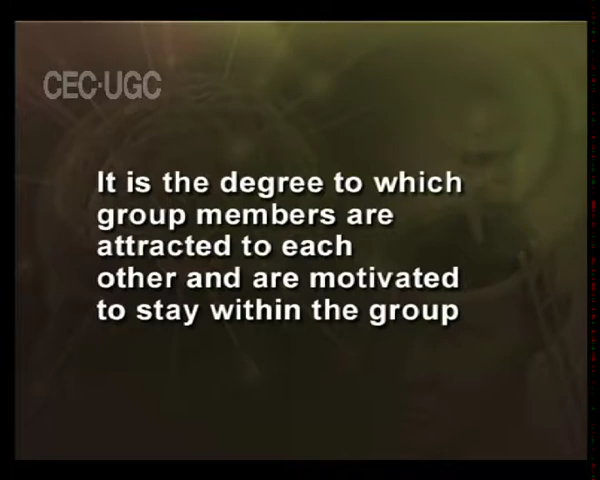 CEC-UGC
It is the degree to which
group members are
attracted to each
other and are motivated
to stay within the group